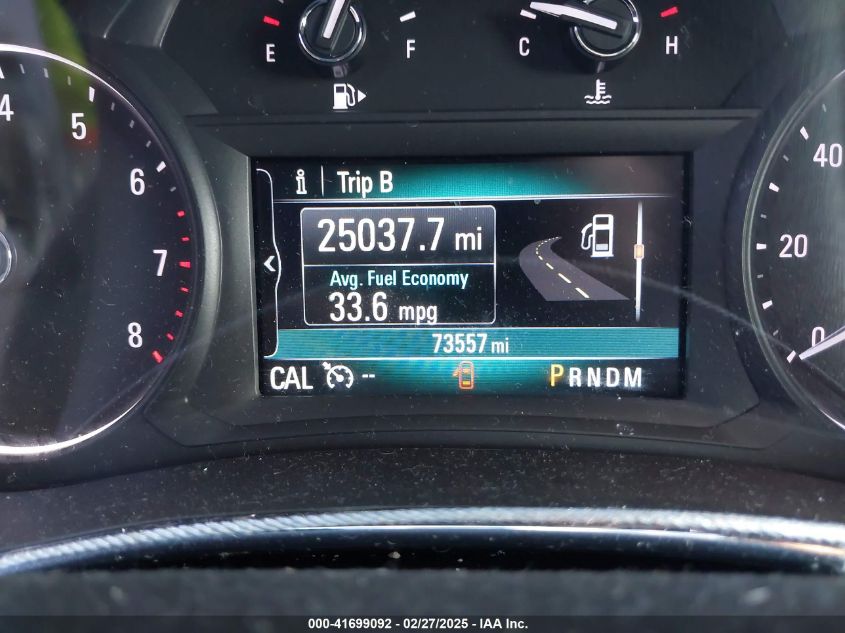 E F
C H
4
5
6
7
8
i Trip B
25037.7 mi
Avg. Fuel Economy
33.6 mpg
73557 mi
CAL -- PRNDM
40
20
0
000-41699092 - 02/27/2025 - IAA Inc.